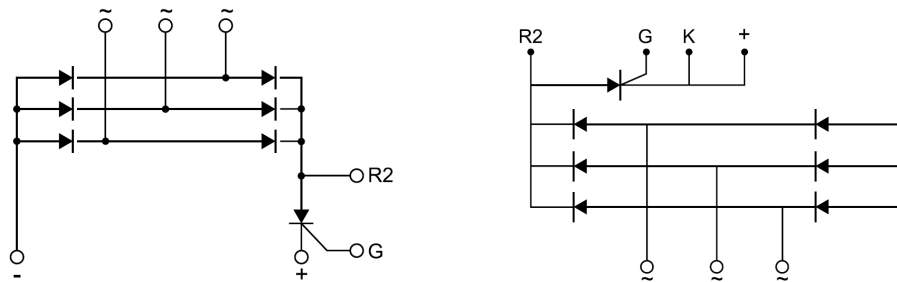 ~ ~ ~
R2
G
- +
R2 G K +
~ ~ ~